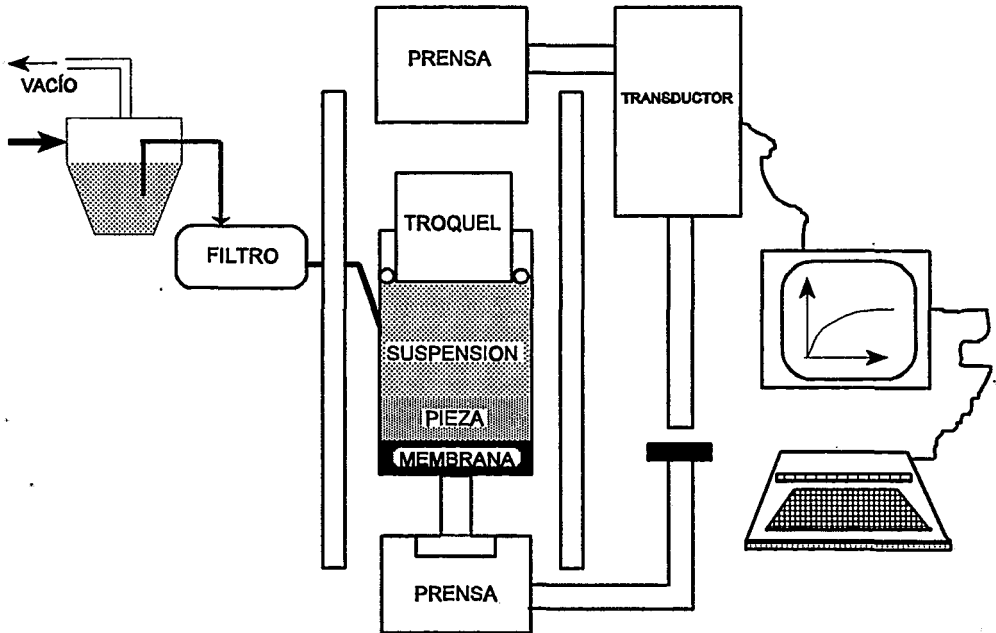 VACÍO
PRENSA
TRANSDUCTOR
TROQUEL
FILTRO
SUSPENSION
PIEZA
MEMBRANA
PRENSA